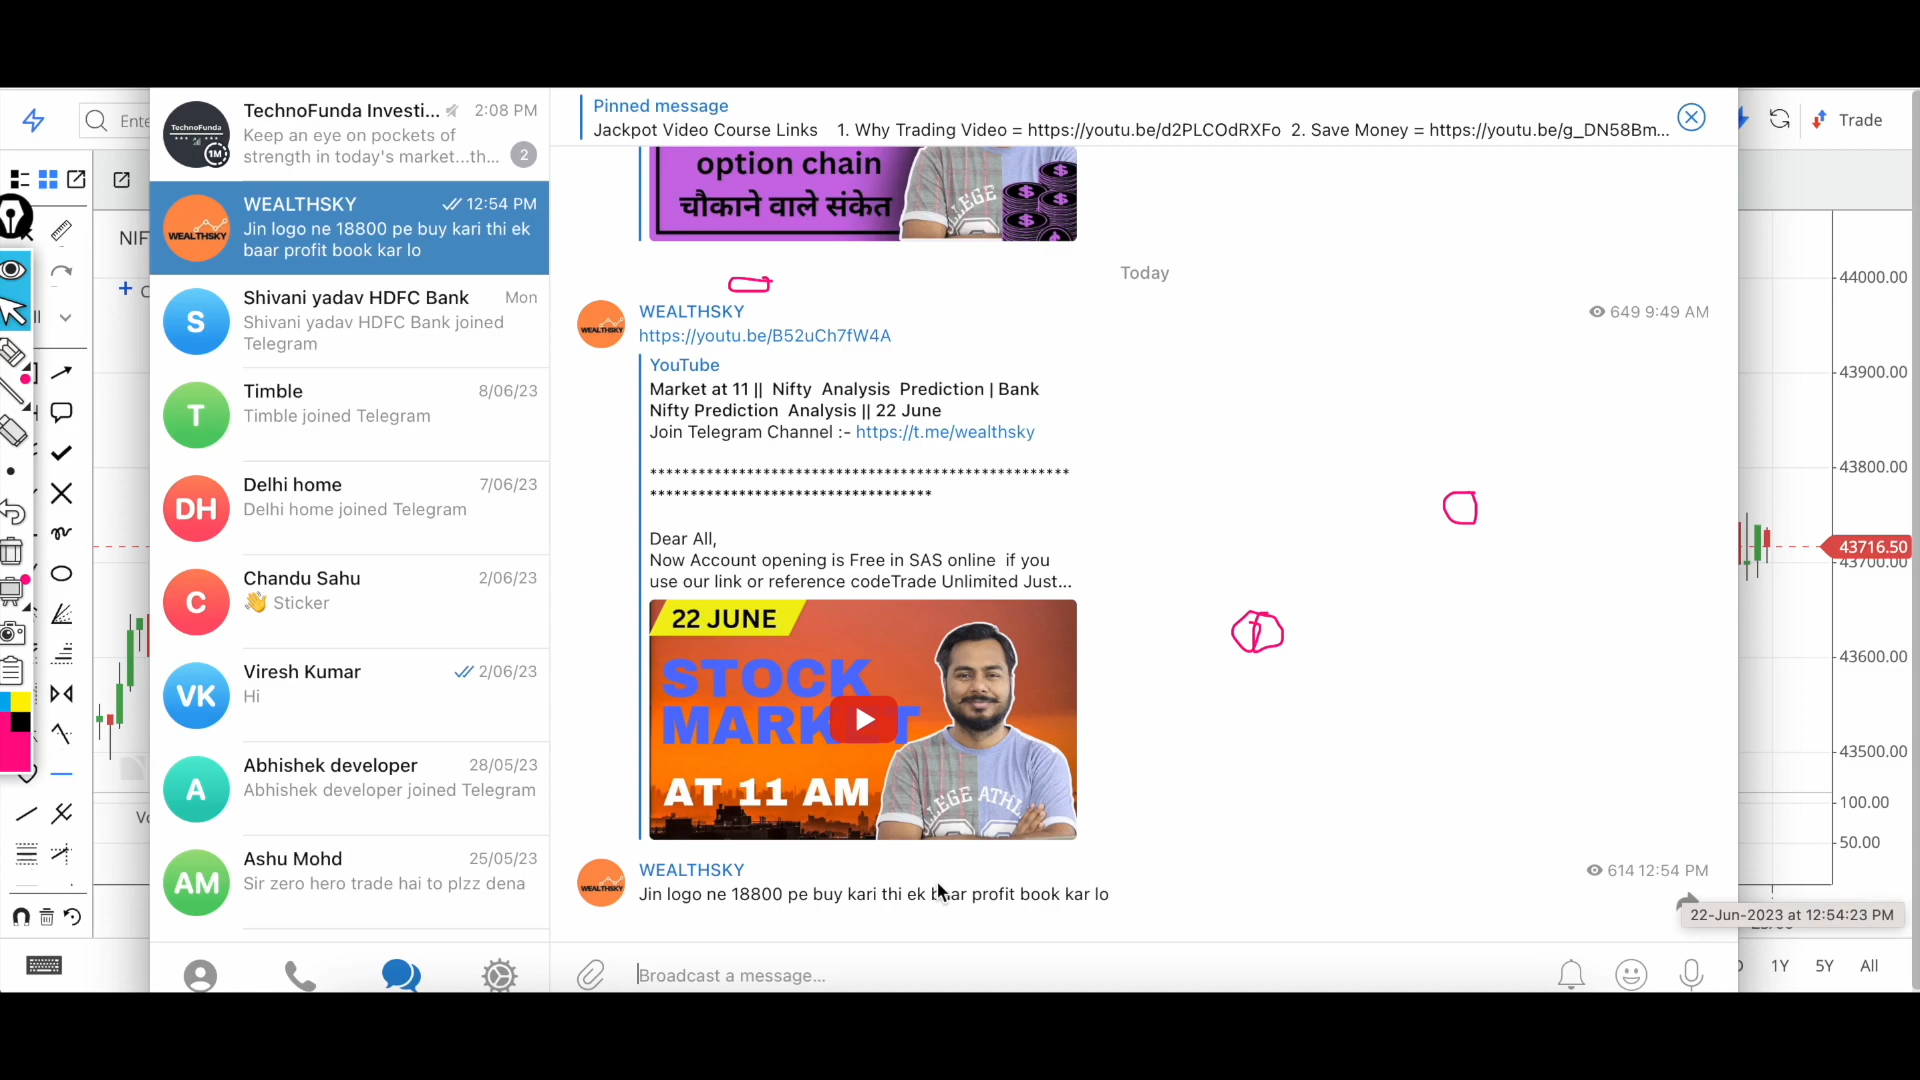 TechnoFunda Investi... 2:08 PM
Keep an eye on pockets of
strength in today's market...th... 2
TechnoFunda
1M
WEALTHSKY 12:54 PM
Jin logo ne 18800 pe buy kari thi ek
baar profit book kar lo
WEALTHSKY
Shivani yadav HDFC Bank Mon
Shivani yadav HDFC Bank joined
Telegram
S
Timble 8/06/23
Timble joined Telegram
T
Delhi home 7/06/23
Delhi home joined Telegram
DH
Chandu Sahu 2/06/23
👋 Sticker
C
Viresh Kumar 2/06/23
Hi
VK
Abhishek developer 28/05/23
Abhishek developer joined Telegram
A
Ashu Mohd 25/05/23
Sir zero hero trade hai to plzz dena
AM
Pinned message
Jackpot Video Course Links 1. Why Trading Video = https://youtu.be/d2PLCOdRXFo 2. Save Money = https://youtu.be/g_DN58Bm...
option chain
चौकाने वाले संकेत
Today
WEALTHSKY 649 9:49 AM
https://youtu.be/B52uCh7fW4A
YouTube
Market at 11 || Nifty Analysis Prediction | Bank
Nifty Prediction Analysis || 22 June
Join Telegram Channel :- https://t.me/wealthsky
****************************************************
***********************************
Dear All,
Now Account opening is Free in SAS online if you
use our link or reference codeTrade Unlimited Just...
22 JUNE
STOCK
MARKET
AT 11 AM
WEALTHSKY 614 12:54 PM
Jin logo ne 18800 pe buy kari thi ek baar profit book kar lo
22-Jun-2023 at 12:54:23 PM
Broadcast a message...
Ente
NIF
Trade
44000.00
43900.00
43800.00
43716.50
43700.00
43600.00
43500.00
100.00
50.00
1Y 5Y All